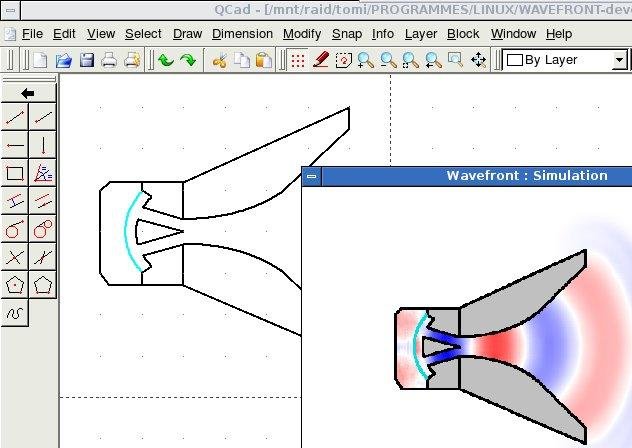 QCad - [/mnt/raid/tomi/PROGRAMMES/LINUX/WAVEFRONT-deve
File Edit View Select Draw Dimension Modify Snap Info Layer Block Window Help
By Layer
Wavefront : Simulation